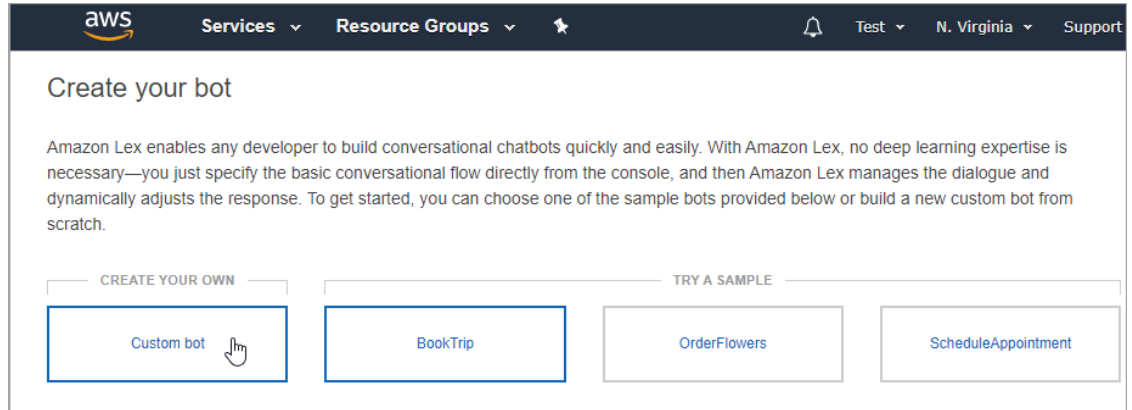 aws Services Resource Groups Test N. Virginia Support
Create your bot
Amazon Lex enables any developer to build conversational chatbots quickly and easily. With Amazon Lex, no deep learning expertise is
necessary—you just specify the basic conversational flow directly from the console, and then Amazon Lex manages the dialogue and
dynamically adjusts the response. To get started, you can choose one of the sample bots provided below or build a new custom bot from
scratch.
CREATE YOUR OWN TRY A SAMPLE
Custom bot BookTrip OrderFlowers ScheduleAppointment